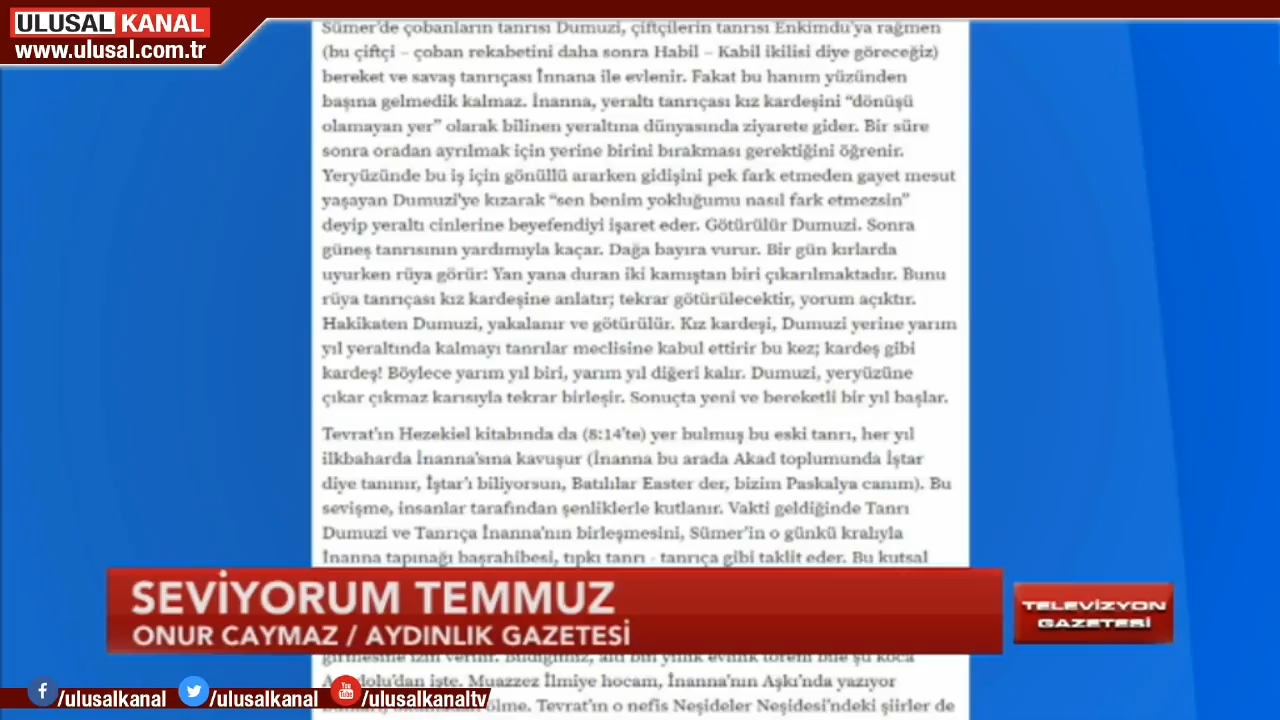 ULUSAL KANAL
www.ulusal.com.tr
Sümer'de çobanların tanrısı Dumuzi, çiftçilerin tanrısı Enkimdu'ya rağmen
(bu çiftçi – çoban rekabetini daha sonra Habil – Kabil ikilisi diye göreceğiz)
bereket ve savaş tanrıçası İnnana ile evlenir. Fakat bu hanım yüzünden
başına gelmedik kalmaz. İnanna, yeraltı tanrıçası kız kardeşini “dönüşü
olamayan yer” olarak bilinen yeraltına dünyasında ziyarete gider. Bir süre
sonra oradan ayrılmak için yerine birini bırakması gerektiğini öğrenir.
Yeryüzünde bu iş için gönüllü ararken gidişini pek fark etmeden gayet mesut
yaşayan Dumuzi'ye kızarak “sen benim yokluğumu nasıl fark etmezsin”
deyip yeraltı cinlerine beyefendiyi işaret eder. Götürülür Dumuzi. Sonra
güneş tanrısının yardımıyla kaçar. Dağa bayıra vurur. Bir gün kırlarda
uyurken rüya görür: Yan yana duran iki kamıştan biri çıkarılmaktadır. Bunu
rüya tanrıçası kız kardeşine anlatır; tekrar götürülecektir, yorum açıktır.
Hakikaten Dumuzi, yakalanır ve götürülür. Kız kardeşi, Dumuzi yerine yarım
yıl yeraltında kalmayı tanrılar meclisine kabul ettirir bu kez; kardeş gibi
kardeş! Böylece yarım yıl biri, yarım yıl diğeri kalır. Dumuzi, yeryüzüne
çıkar çıkmaz karısıyla tekrar birleşir. Sonuçta yeni ve bereketli bir yıl başlar.
Tevrat'ın Hezekiel kitabında da (8:14'te) yer bulmuş bu eski tanrı, her yıl
ilkbaharda İnanna'sına kavuşur (İnanna bu arada Akad toplumunda İştar
diye tanınır, İştar'ı biliyorsun, Batılılar Easter der, bizim Paskalya canım). Bu
sevişme, insanlar tarafından şenliklerle kutlanır. Vakti geldiğinde Tanrı
Dumuzi ve Tanrıça İnanna'nın birleşmesini, Sümer'in o günkü kralıyla
İnanna tapınağı başrahibesi, tıpkı tanrı - tanrıça gibi taklit eder. Bu kutsal
SEVİYORUM TEMMUZ
ONUR CAYMAZ / AYDINLIK GAZETESİ
TELEVİZYON
GAZETESİ
girmesine izin verir. Bildiğimiz, altı bin yıllık evlilik töreni bile şu koca
Anadolu'dan işte. Muazzez İlmiye hocam, İnanna'nın Aşkı'nda yazıyor
ölme. Tevrat'ın o nefis Neşideler Neşidesi'ndeki şiirler de
/ulusalkanal /ulusalkanal You Tube /ulusalkanaltv